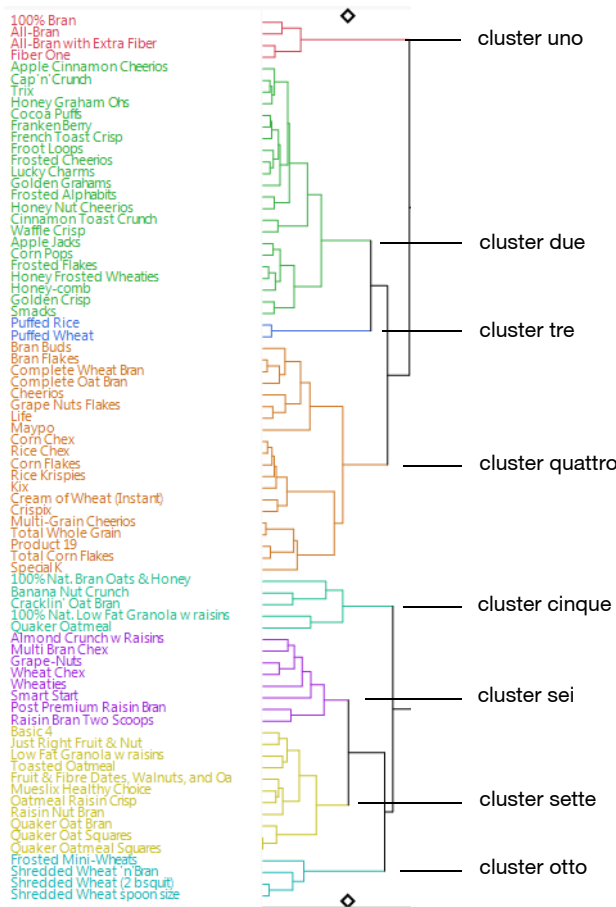 100% Bran
All-Bran
All-Bran with Extra Fiber
Fiber One
Apple Cinnamon Cheerios
Cap'n'Crunch
Trix
Honey Graham Ohs
Cocoa Puffs
FrankenBerry
French Toast Crisp
Froot Loops
Frosted Cheerios
Lucky Charms
Golden Grahams
Frosted Alphabits
Honey Nut Cheerios
Cinnamon Toast Crunch
Waffle Crisp
Apple Jacks
Corn Pops
Frosted Flakes
Honey Frosted Wheaties
Honey-comb
Golden Crisp
Smacks
Puffed Rice
Puffed Wheat
Bran Buds
Bran Flakes
Complete Wheat Bran
Complete Oat Bran
Cheerios
Grape Nuts Flakes
Life
Maypo
Corn Chex
Rice Chex
Corn Flakes
Rice Krispies
Kix
Cream of Wheat (Instant)
Crispix
Multi-Grain Cheerios
Total Whole Grain
Product 19
Total Corn Flakes
Special K
100% Nat. Bran Oats & Honey
Banana Nut Crunch
Cracklin' Oat Bran
100% Nat. Low Fat Granola w raisins
Quaker Oatmeal
Almond Crunch w Raisins
Multi Bran Chex
Grape-Nuts
Wheat Chex
Wheaties
Smart Start
Post Premium Raisin Bran
Raisin Bran Two Scoops
Basic 4
Just Right Fruit & Nut
Low Fat Granola w raisins
Toasted Oatmeal
Fruit & Fibre Dates, Walnuts, and Oa
Mueslix Healthy Choice
Oatmeal Raisin Crisp
Raisin Nut Bran
Quaker Oat Bran
Quaker Oat Squares
Quaker Oatmeal Squares
Frosted Mini-Wheats
Shredded Wheat 'n'Bran
Shredded Wheat (2 bsquit)
Shredded Wheat spoon size
cluster uno
cluster due
cluster tre
cluster quattro
cluster cinque
cluster sei
cluster sette
cluster otto